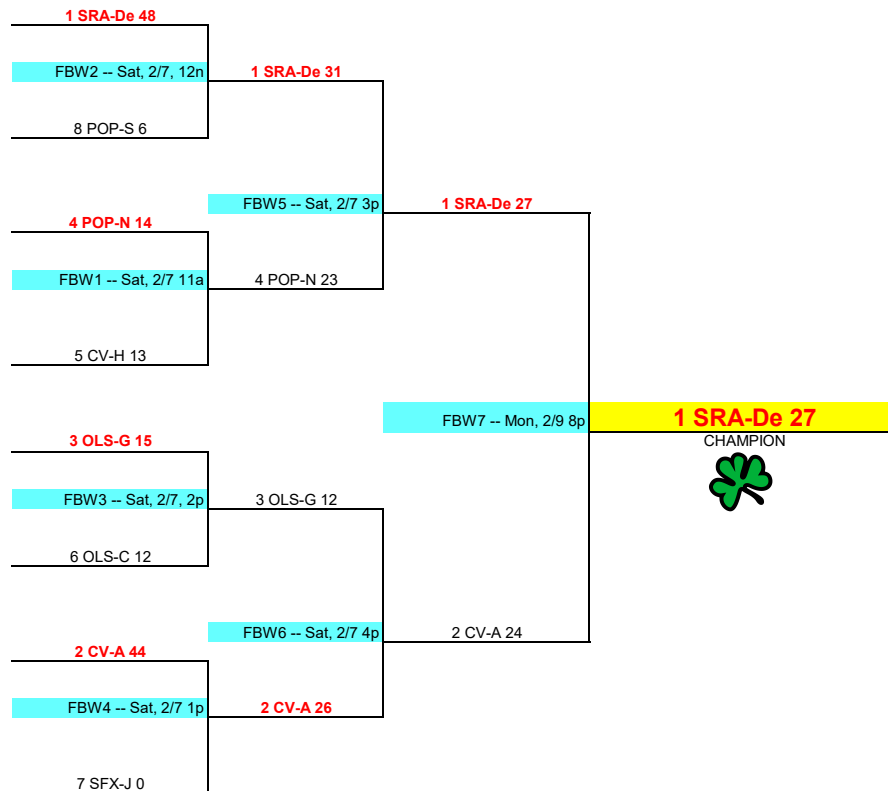 1 SRA-De 48
FBW2 -- Sat, 2/7, 12n
1 SRA-De 31
8 POP-S 6
FBW5 -- Sat, 2/7 3p
1 SRA-De 27
4 POP-N 14
FBW1 -- Sat, 2/7 11a
4 POP-N 23
5 CV-H 13
FBW7 -- Mon, 2/9 8p
1 SRA-De 27
CHAMPION
3 OLS-G 15
FBW3 -- Sat, 2/7, 2p
3 OLS-G 12
6 OLS-C 12
FBW6 -- Sat, 2/7 4p
2 CV-A 24
2 CV-A 44
FBW4 -- Sat, 2/7 1p
2 CV-A 26
7 SFX-J 0